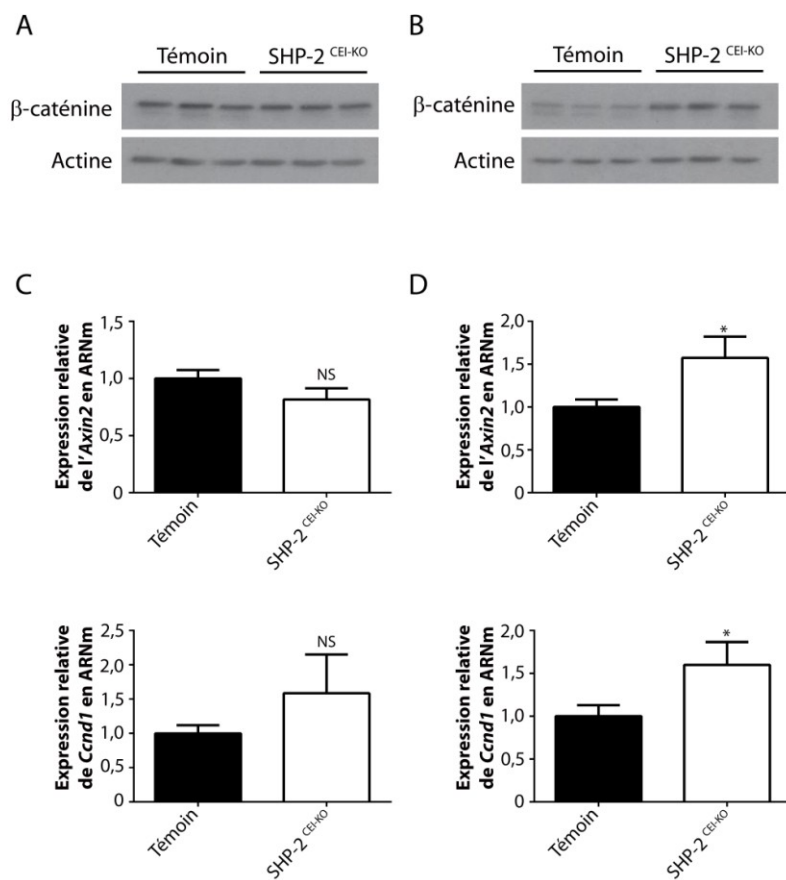 A
Témoin SHP-2 CEI-KO
β-caténine
Actine
B
Témoin SHP-2 CEI-KO
β-caténine
Actine
C
Expression relative
de l'Axin2 en ARNm
1,5
1,0
0,5
0
NS
Témoin
SHP-2 CEI-KO
Expression relative
de Ccnd1 en ARNm
2,5
2,0
1,5
1,0
0,5
0
NS
Témoin
SHP-2 CEI-KO
D
Expression relative
de l'Axin2 en ARNm
2,0
1,5
1,0
0,5
0
*
Témoin
SHP-2 CEI-KO
Expression relative
de Ccnd1 en ARNm
2,0
1,5
1,0
0,5
0
*
Témoin
SHP-2 CEI-KO